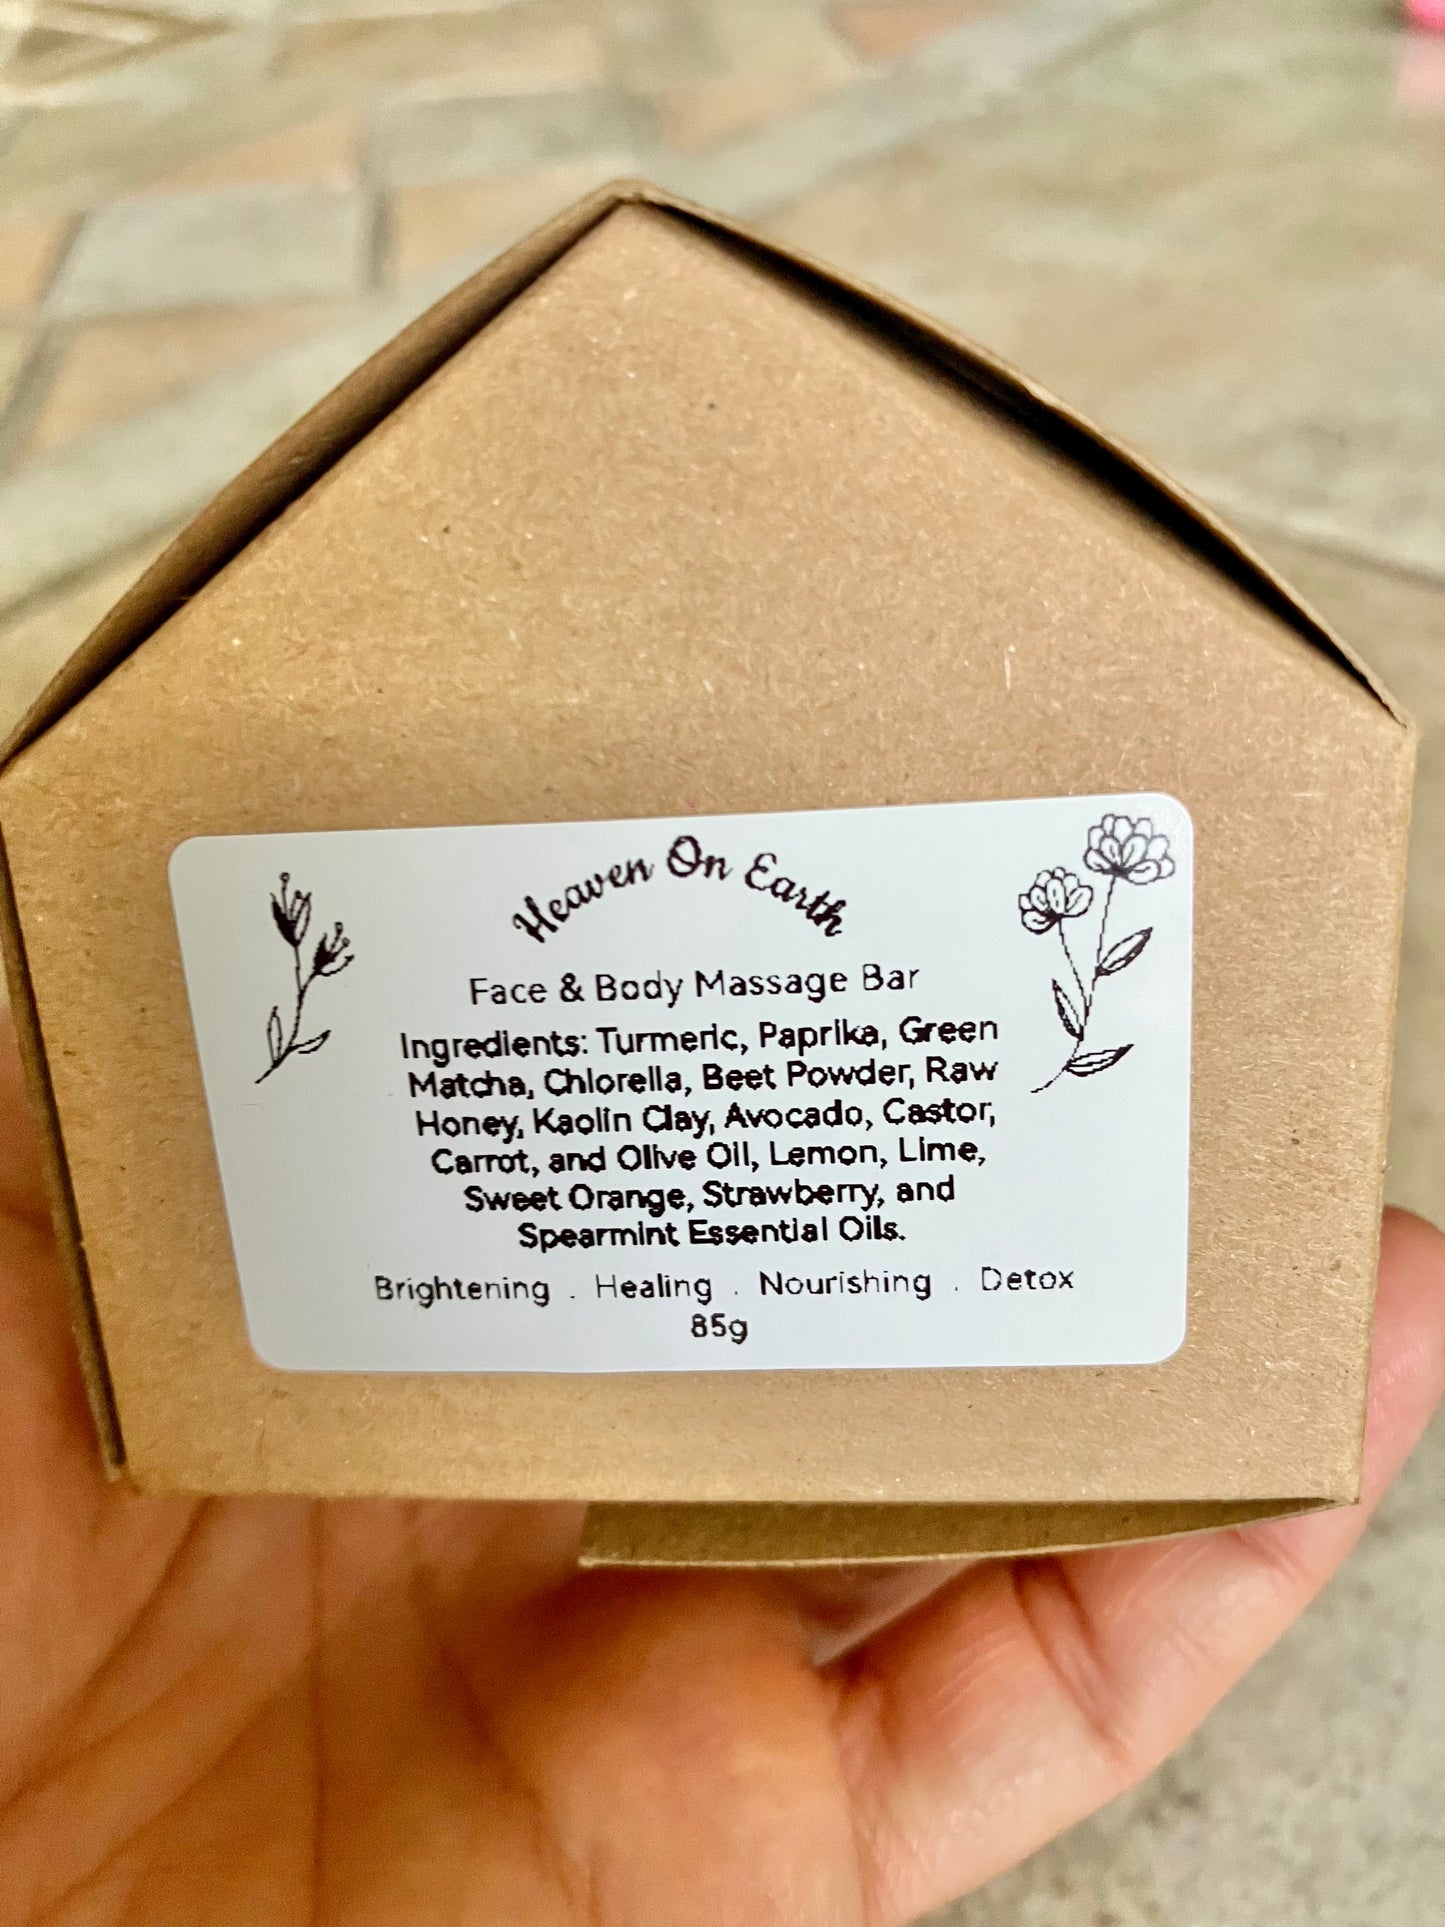 Heaven On Earth
Face & Body Massage Bar
Ingredients: Turmeric, Paprika, Green
Matcha, Chlorella, Beet Powder, Raw
Honey, Kaolin Clay, Avocado, Castor,
Carrot, and Olive Oil, Lemon, Lime,
Sweet Orange, Strawberry, and
Spearmint Essential Oils.
Brightening . Healing . Nourishing . Detox
85g